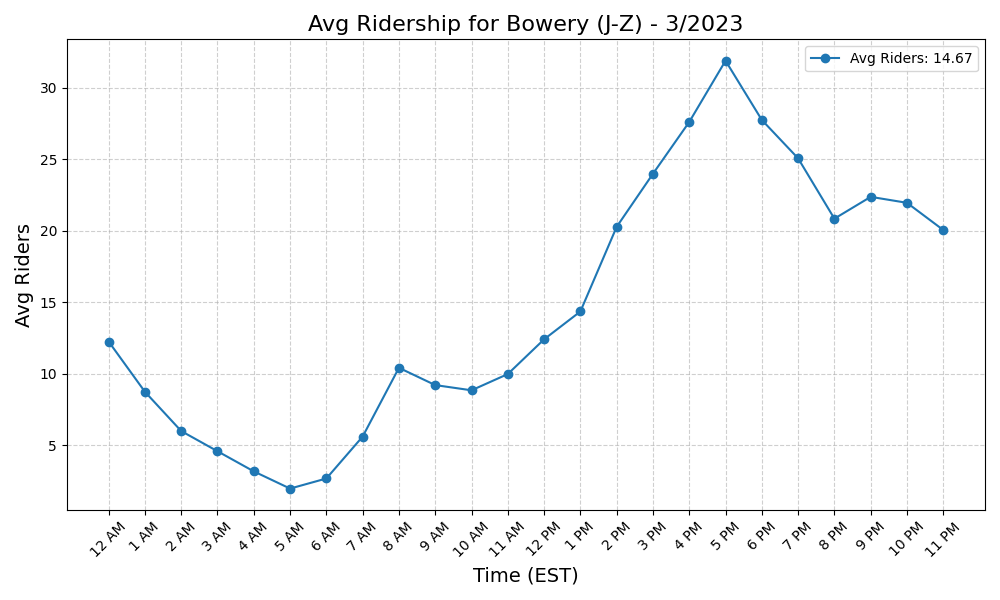 Avg Ridership for Bowery (J-Z) - 3/2023
Avg Riders: 14.67
Avg Riders
30
25
20
15
10
5
12 AM
1 AM
2 AM
3 AM
4 AM
5 AM
6 AM
7 AM
8 AM
9 AM
10 AM
11 AM
12 PM
1 PM
2 PM
3 PM
4 PM
5 PM
6 PM
7 PM
8 PM
9 PM
10 PM
11 PM
Time (EST)